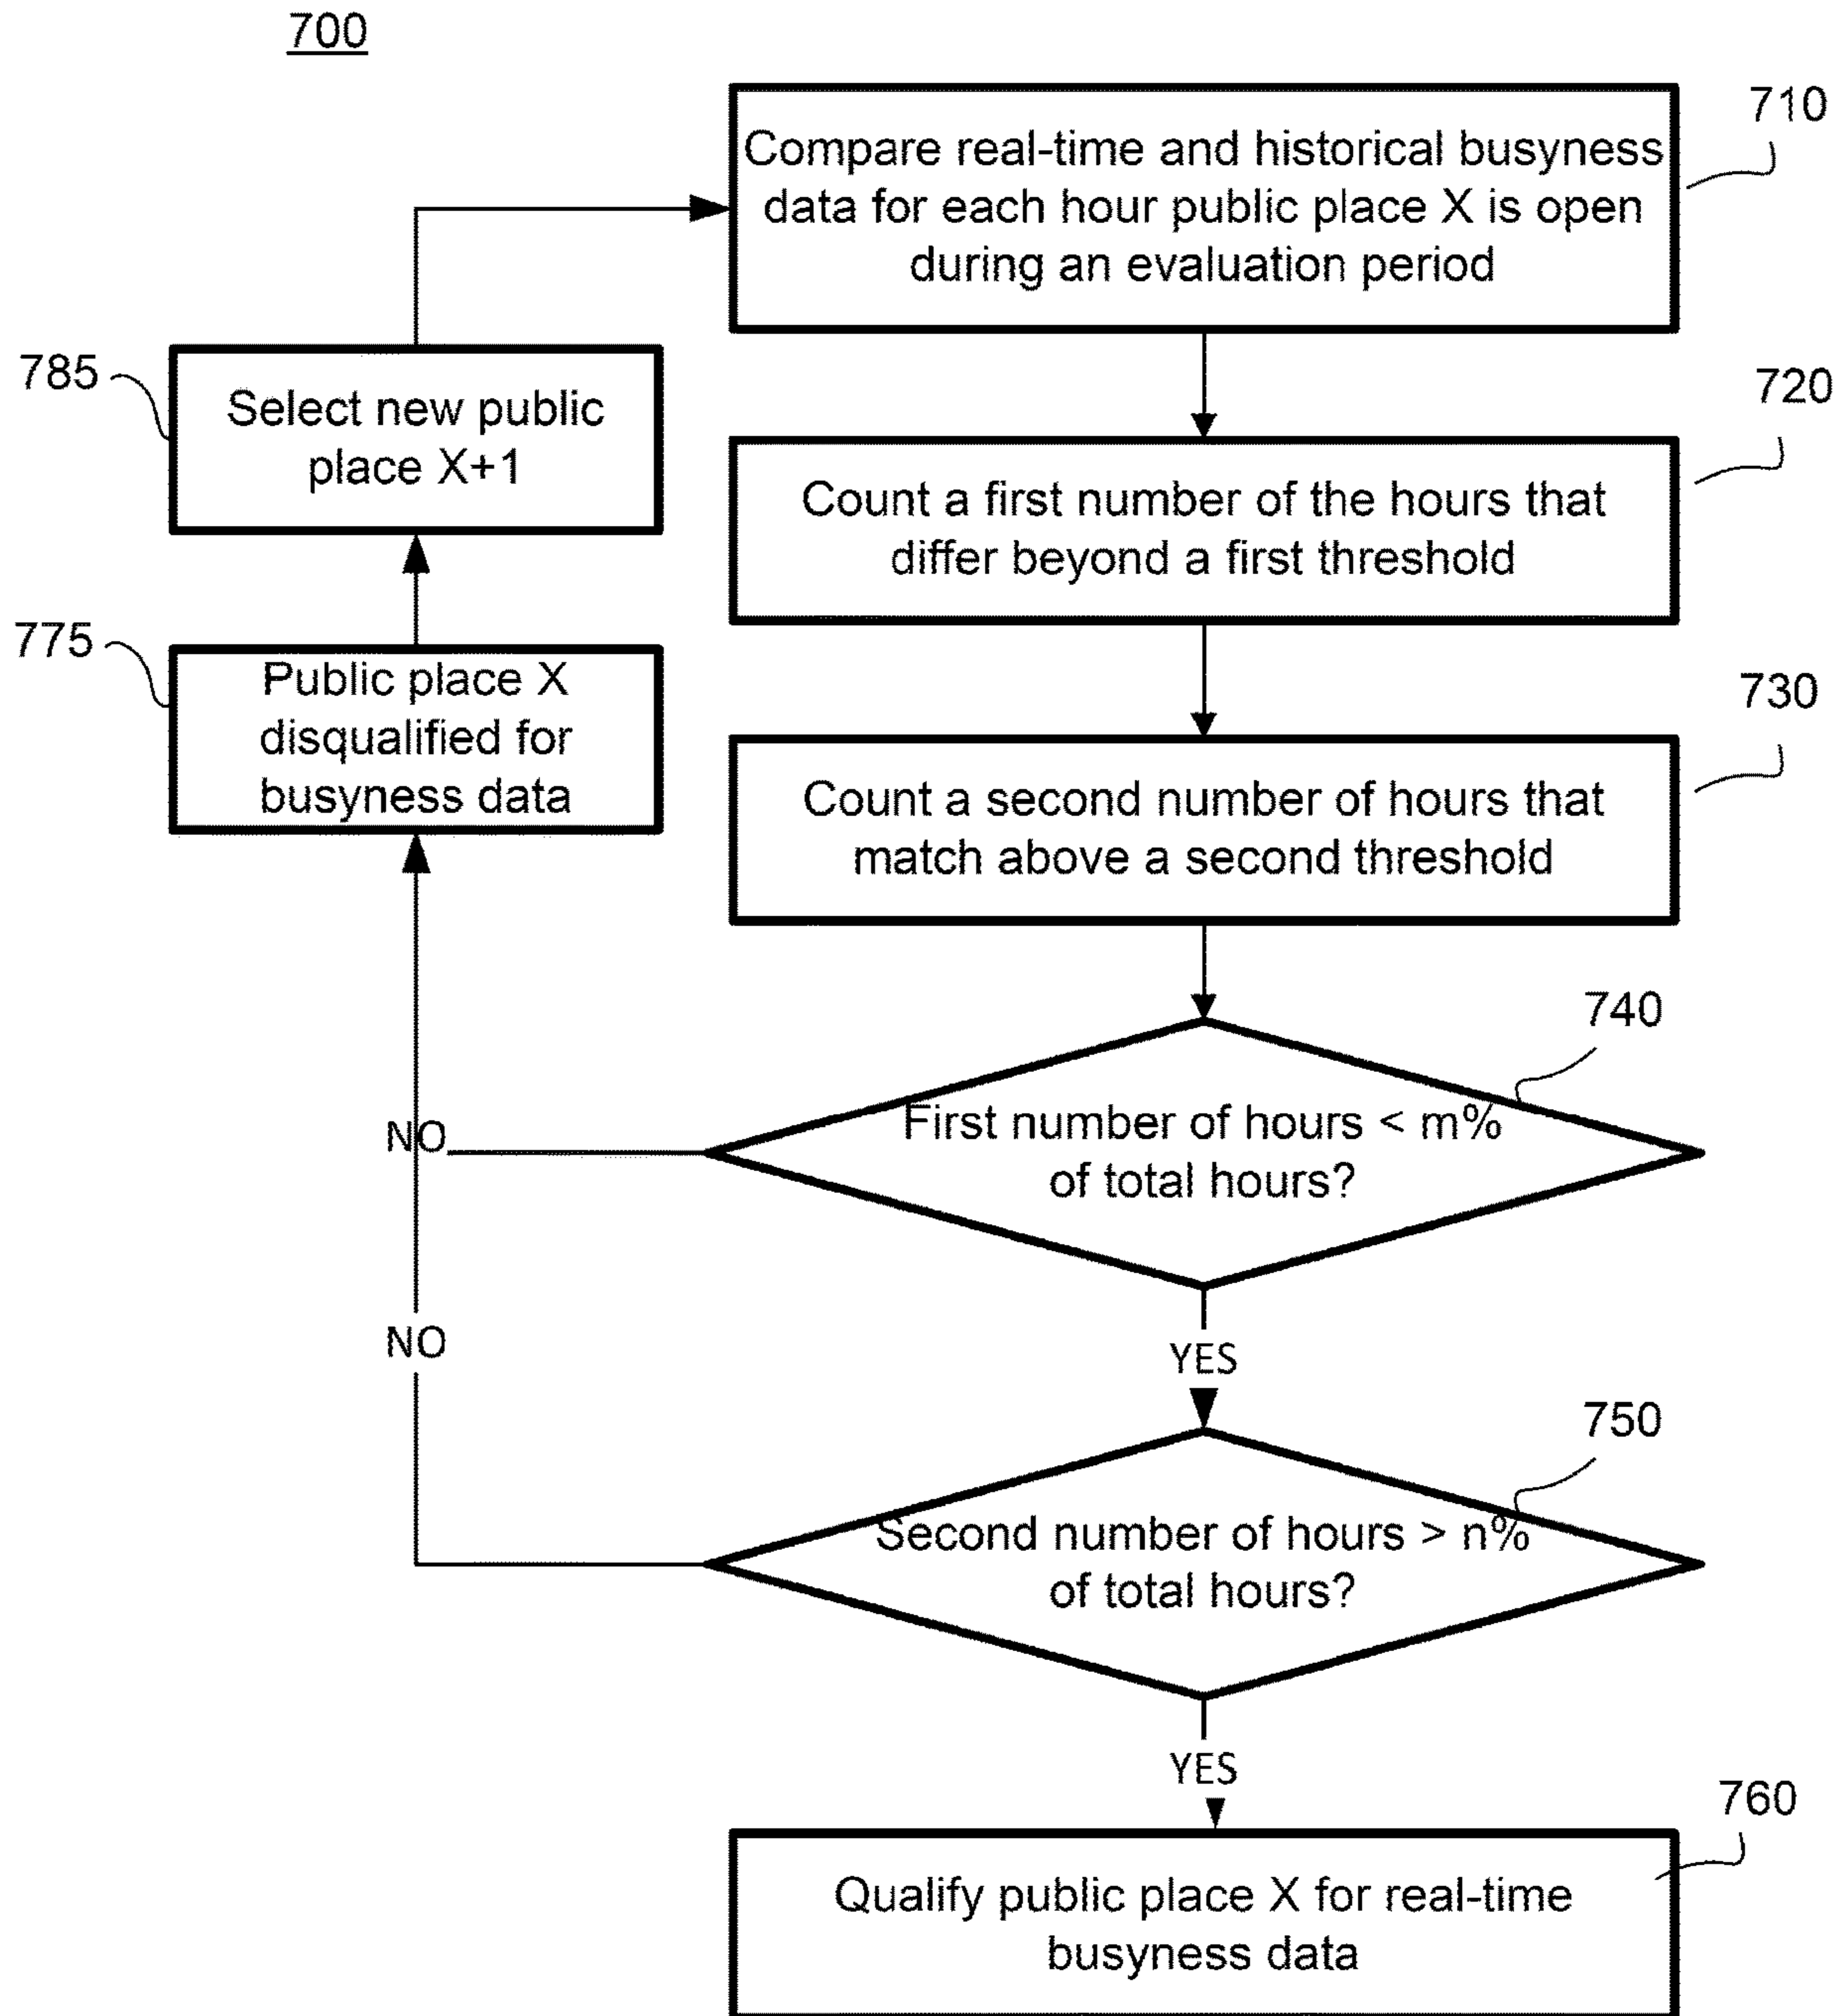 700
710
Compare real-time and historical busyness
data for each hour public place X is open
during an evaluation period
785
Select new public
place X+1
720
Count a first number of the hours that
differ beyond a first threshold
775
Public place X
disqualified for
busyness data
730
Count a second number of hours that
match above a second threshold
740
First number of hours < m%
of total hours?
NO
YES
NO
750
Second number of hours > n%
of total hours?
YES
760
Qualify public place X for real-time
busyness data